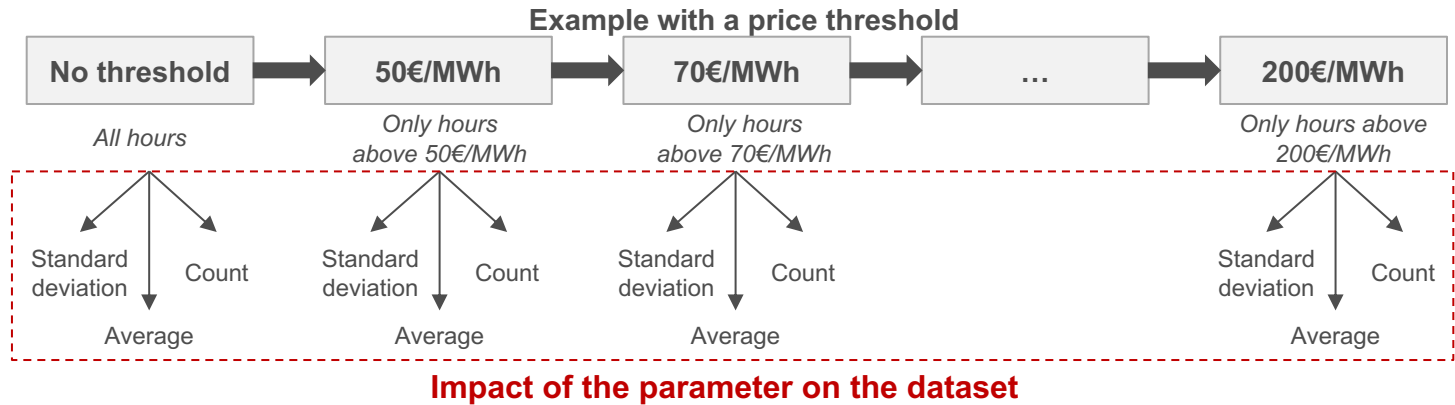 Example with a price threshold
No threshold
50€/MWh
70€/MWh
...
200€/MWh
All hours
Only hours
above 50€/MWh
Only hours
above 70€/MWh
Only hours above
200€/MWh
Standard
deviation
Count
Average
Standard
deviation
Count
Average
Standard
deviation
Count
Average
Standard
deviation
Count
Average
Impact of the parameter on the dataset